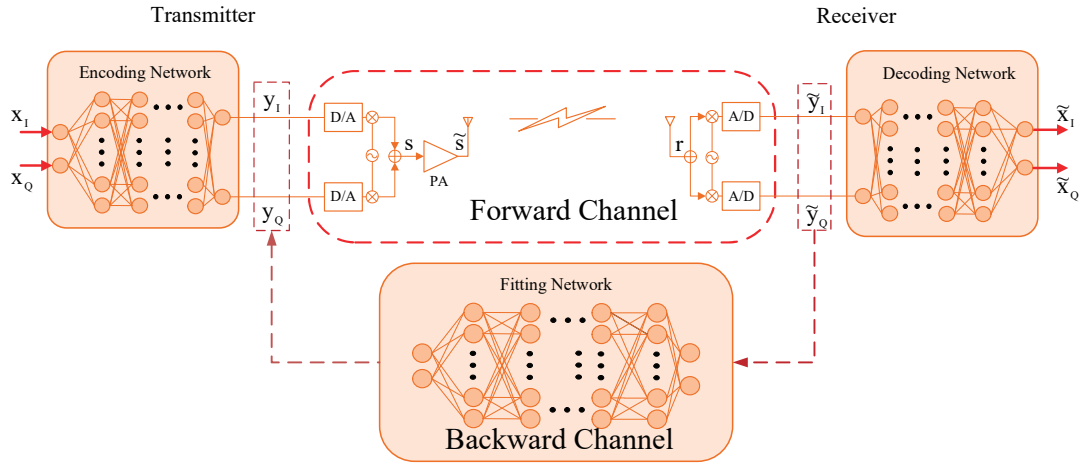 Transmitter
Receiver
Encoding Network
Decoding Network
x_I
x_Q
y_I
y_Q
D/A
D/A
s
s̃
PA
Forward Channel
r
A/D
A/D
ỹ_I
ỹ_Q
x̃_I
x̃_Q
Fitting Network
Backward Channel